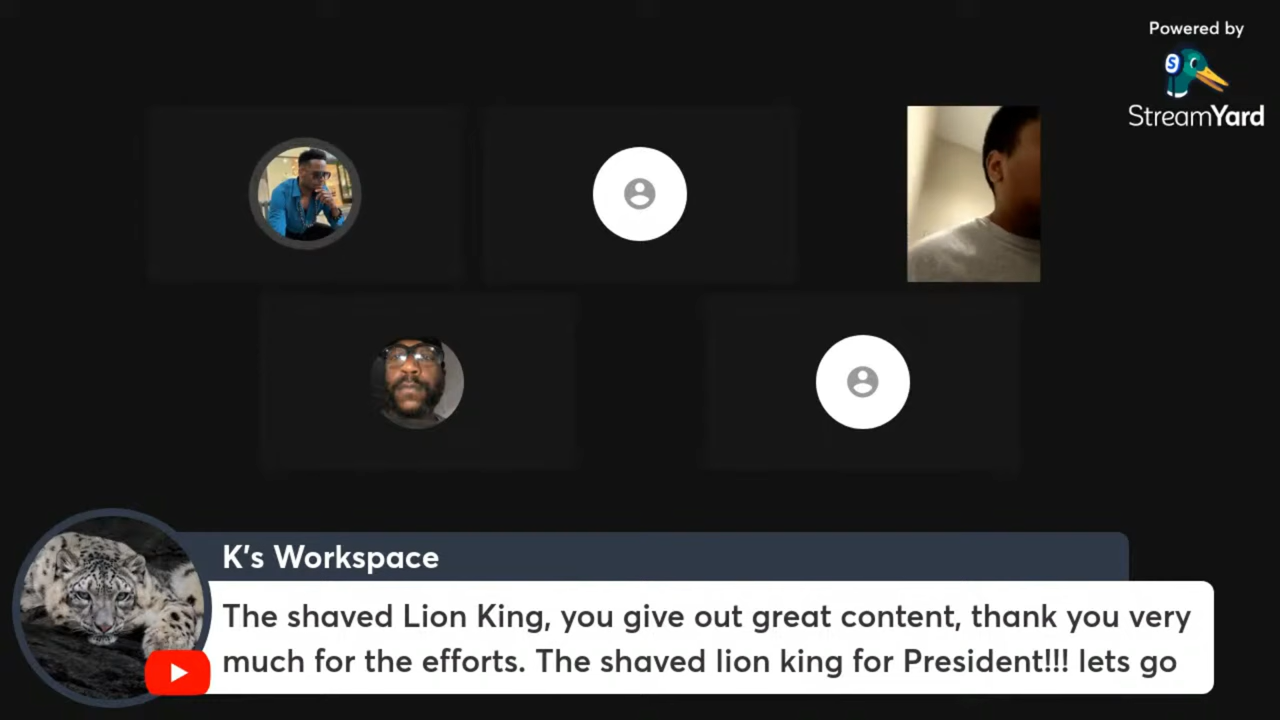 Powered by
StreamYard
K's Workspace
The shaved Lion King, you give out great content, thank you very
much for the efforts. The shaved lion king for President!!! lets go